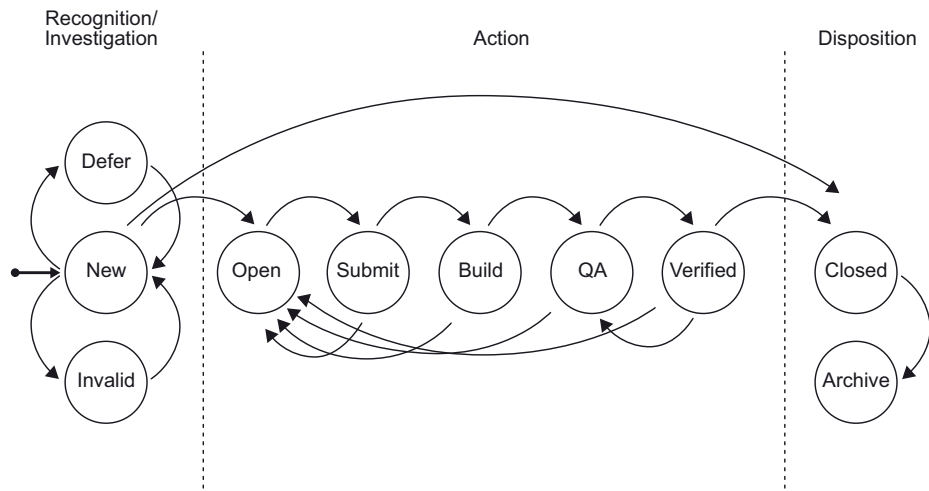 Recognition/
Investigation
Action
Disposition
Defer
New
Open
Submit
Build
QA
Verified
Closed
Invalid
Archive